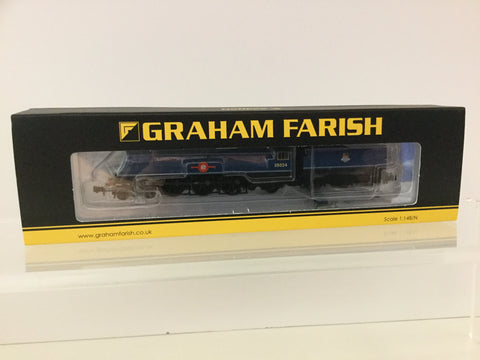 GRAHAM FARISH
35024
www.grahamfarish.co.uk
Scale 1:148/N